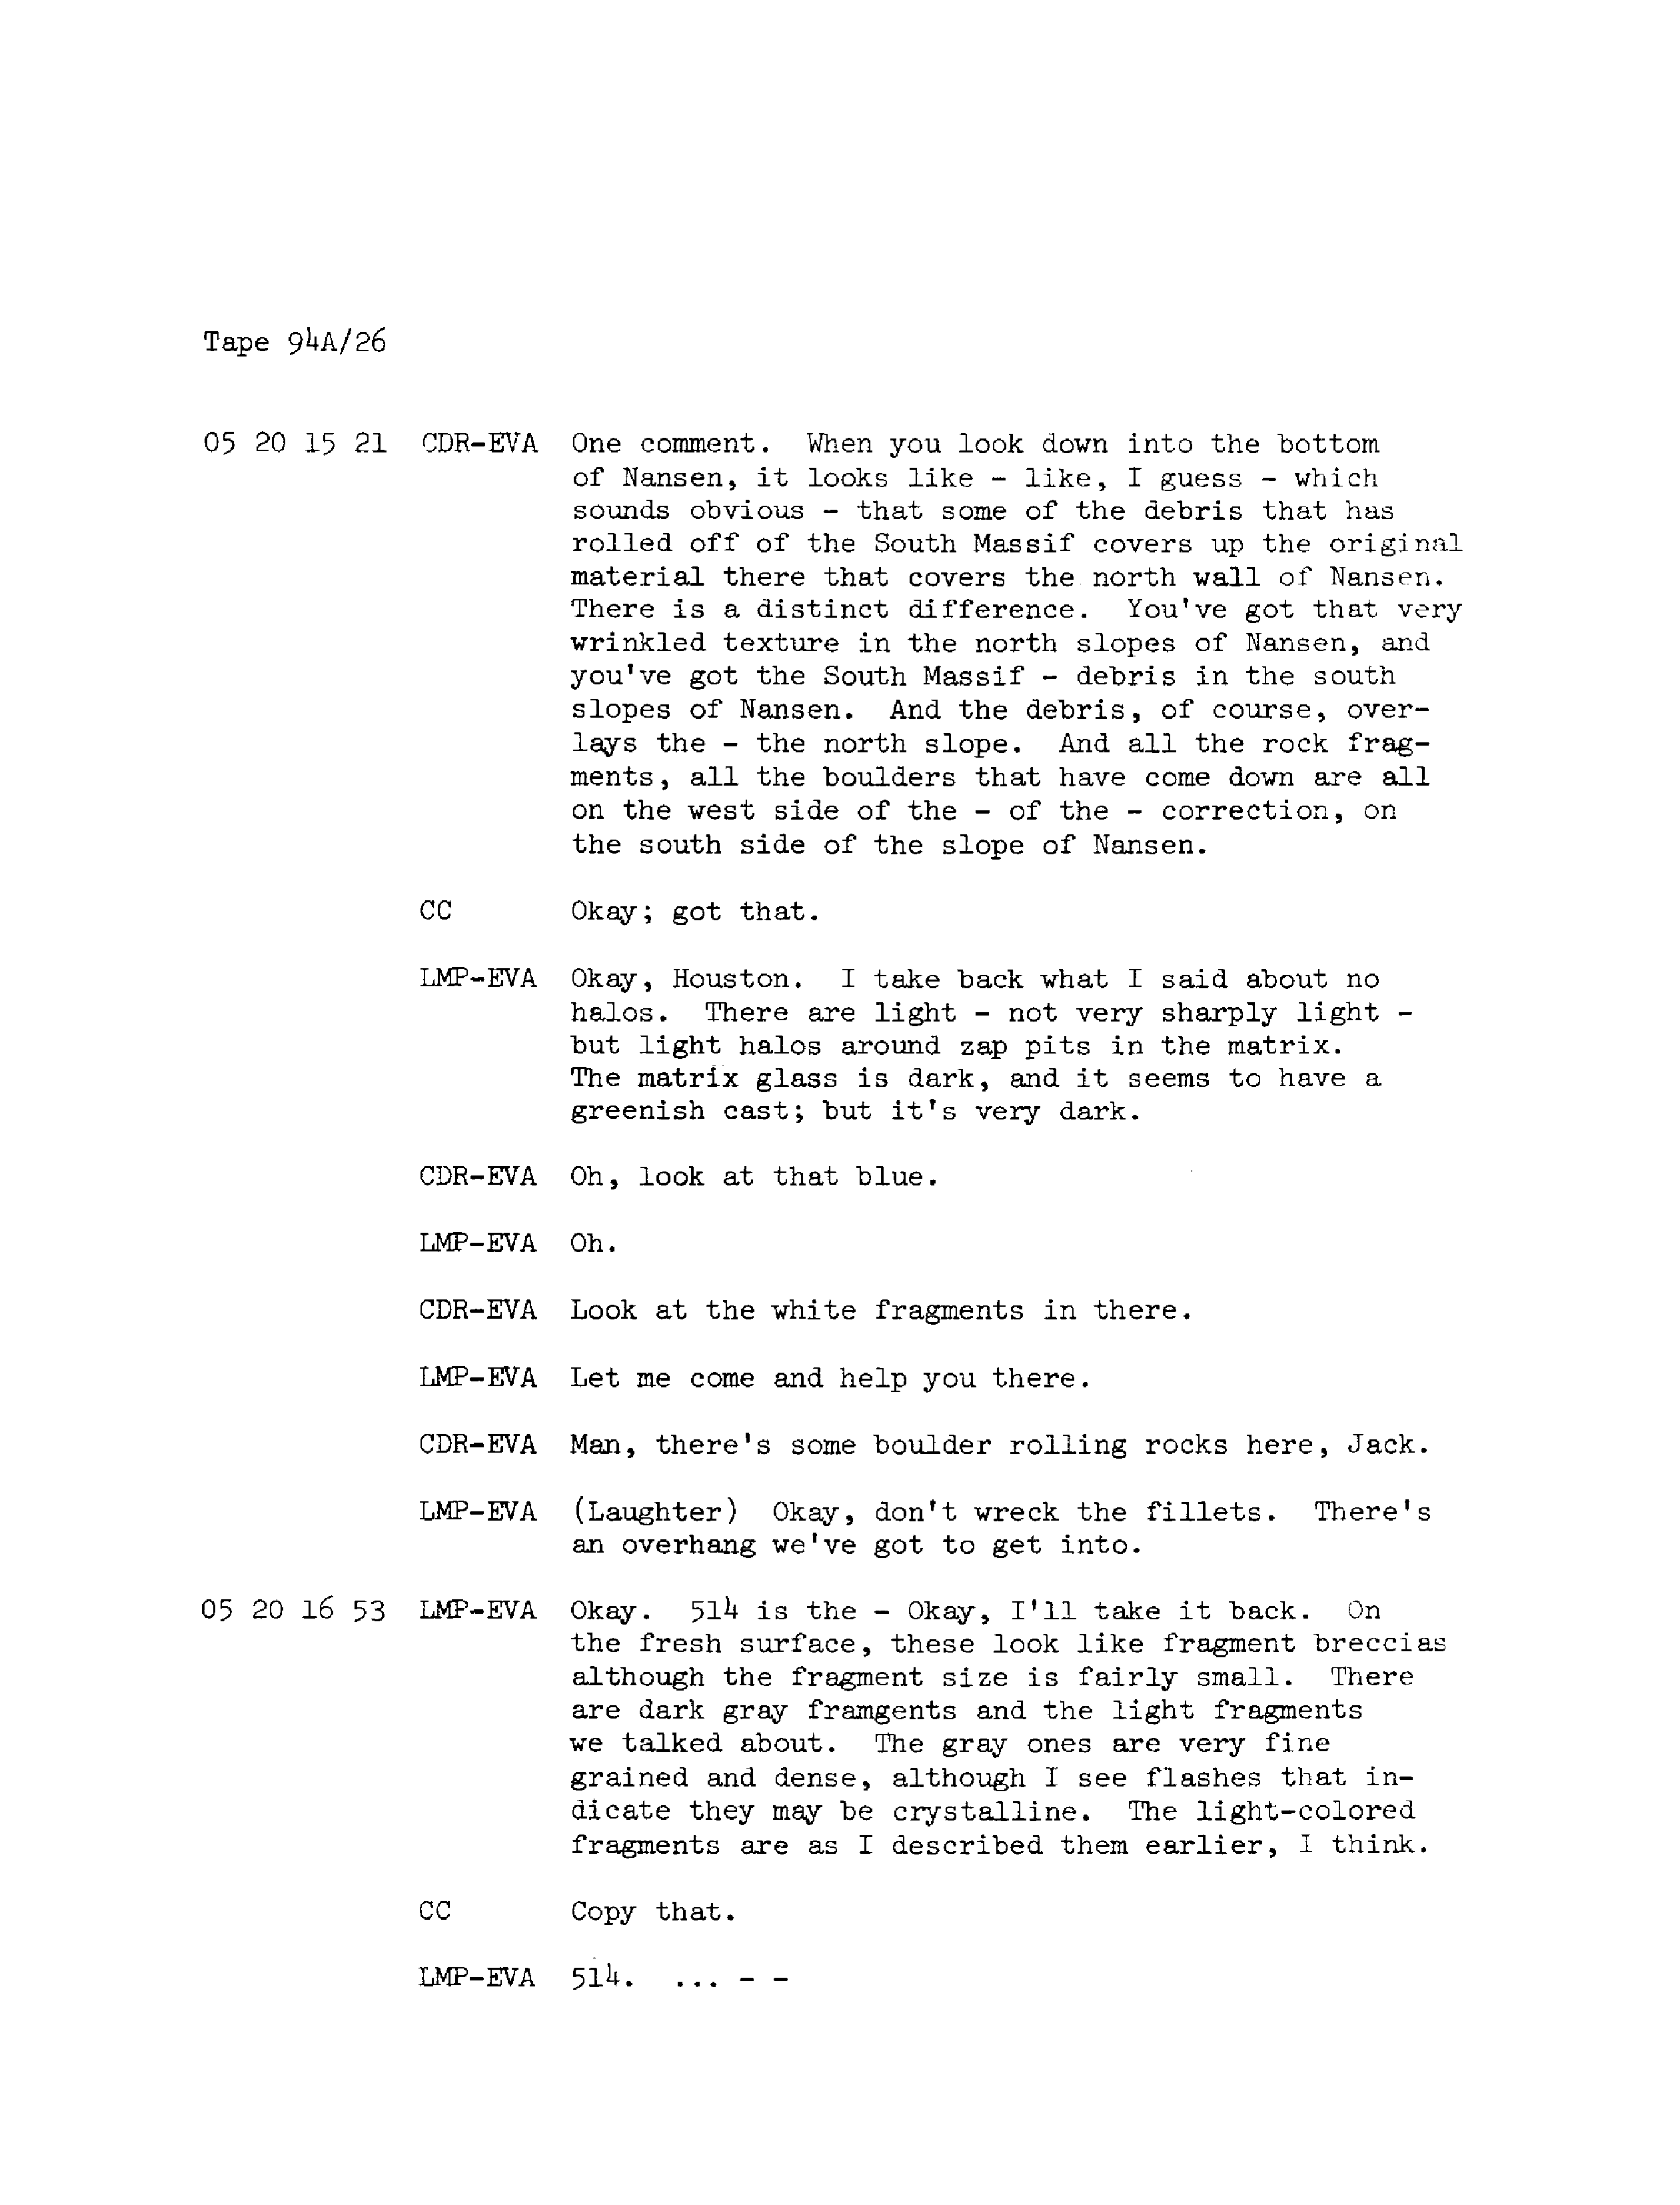 Tape 94A/26
05 20 15 21 CDR-EVA One comment. When you look down into the bottom
of Nansen, it looks like - like, I guess - which
sounds obvious - that some of the debris that has
rolled off of the South Massif covers up the original
material there that covers the north wall of Nansen.
There is a distinct difference. You've got that very
wrinkled texture in the north slopes of Nansen, and
you've got the South Massif - debris in the south
slopes of Nansen. And the debris, of course, over-
lays the - the north slope. And all the rock frag-
ments, all the boulders that have come down are all
on the west side of the - of the - correction, on
the south side of the slope of Nansen.
CC Okay; got that.
LMP-EVA Okay, Houston. I take back what I said about no
halos. There are light - not very sharply light -
but light halos around zap pits in the matrix.
The matrix glass is dark, and it seems to have a
greenish cast; but it's very dark.
CDR-EVA Oh, look at that blue.
LMP-EVA Oh.
CDR-EVA Look at the white fragments in there.
LMP-EVA Let me come and help you there.
CDR-EVA Man, there's some boulder rolling rocks here, Jack.
LMP-EVA (Laughter) Okay, don't wreck the fillets. There's
an overhang we've got to get into.
05 20 16 53 LMP-EVA Okay. 514 is the - Okay, I'll take it back. On
the fresh surface, these look like fragment breccias
although the fragment size is fairly small. There
are dark gray framgents and the light fragments
we talked about. The gray ones are very fine
grained and dense, although I see flashes that in-
dicate they may be crystalline. The light-colored
fragments are as I described them earlier, I think.
CC Copy that.
LMP-EVA 514. ... - -